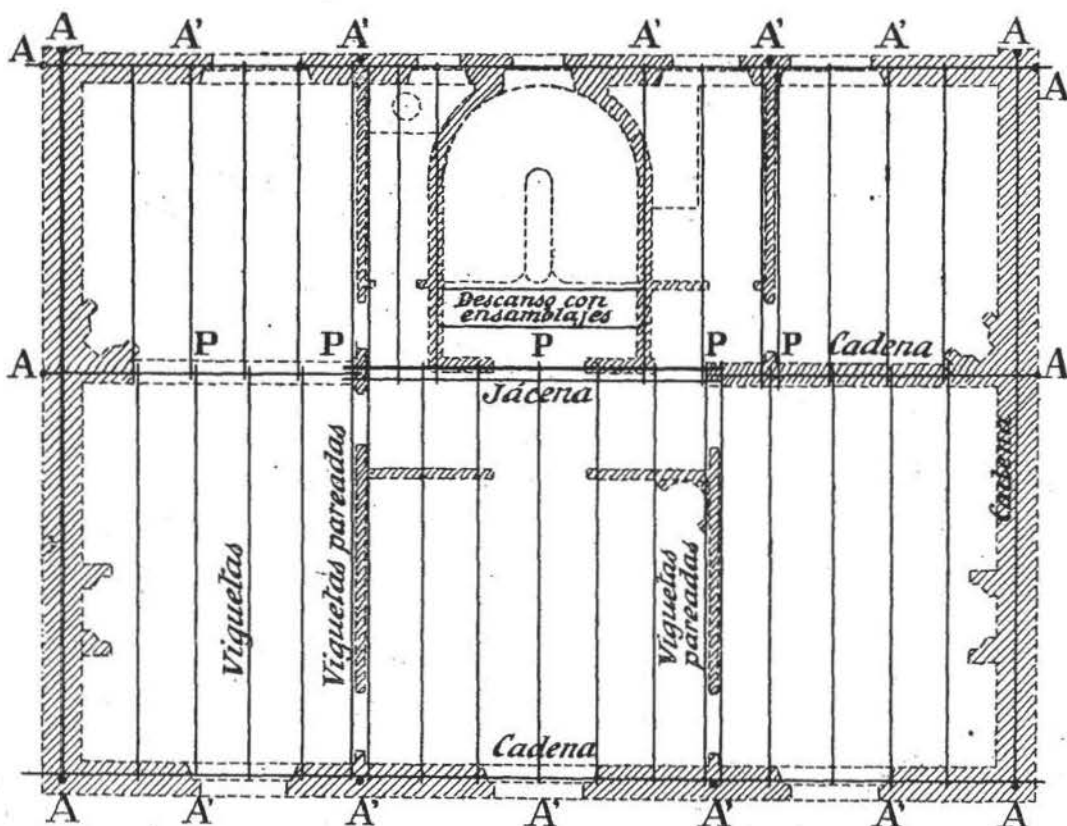 A A' A' A' A' A' A
A A
Descanso con
ensamblajes
P P P P P Cadena
A A
Jácena
Viguetas
Viguetas pareadas
Viguetas
pareadas
Cadena
Cadena
A A' A' A' A' A' A